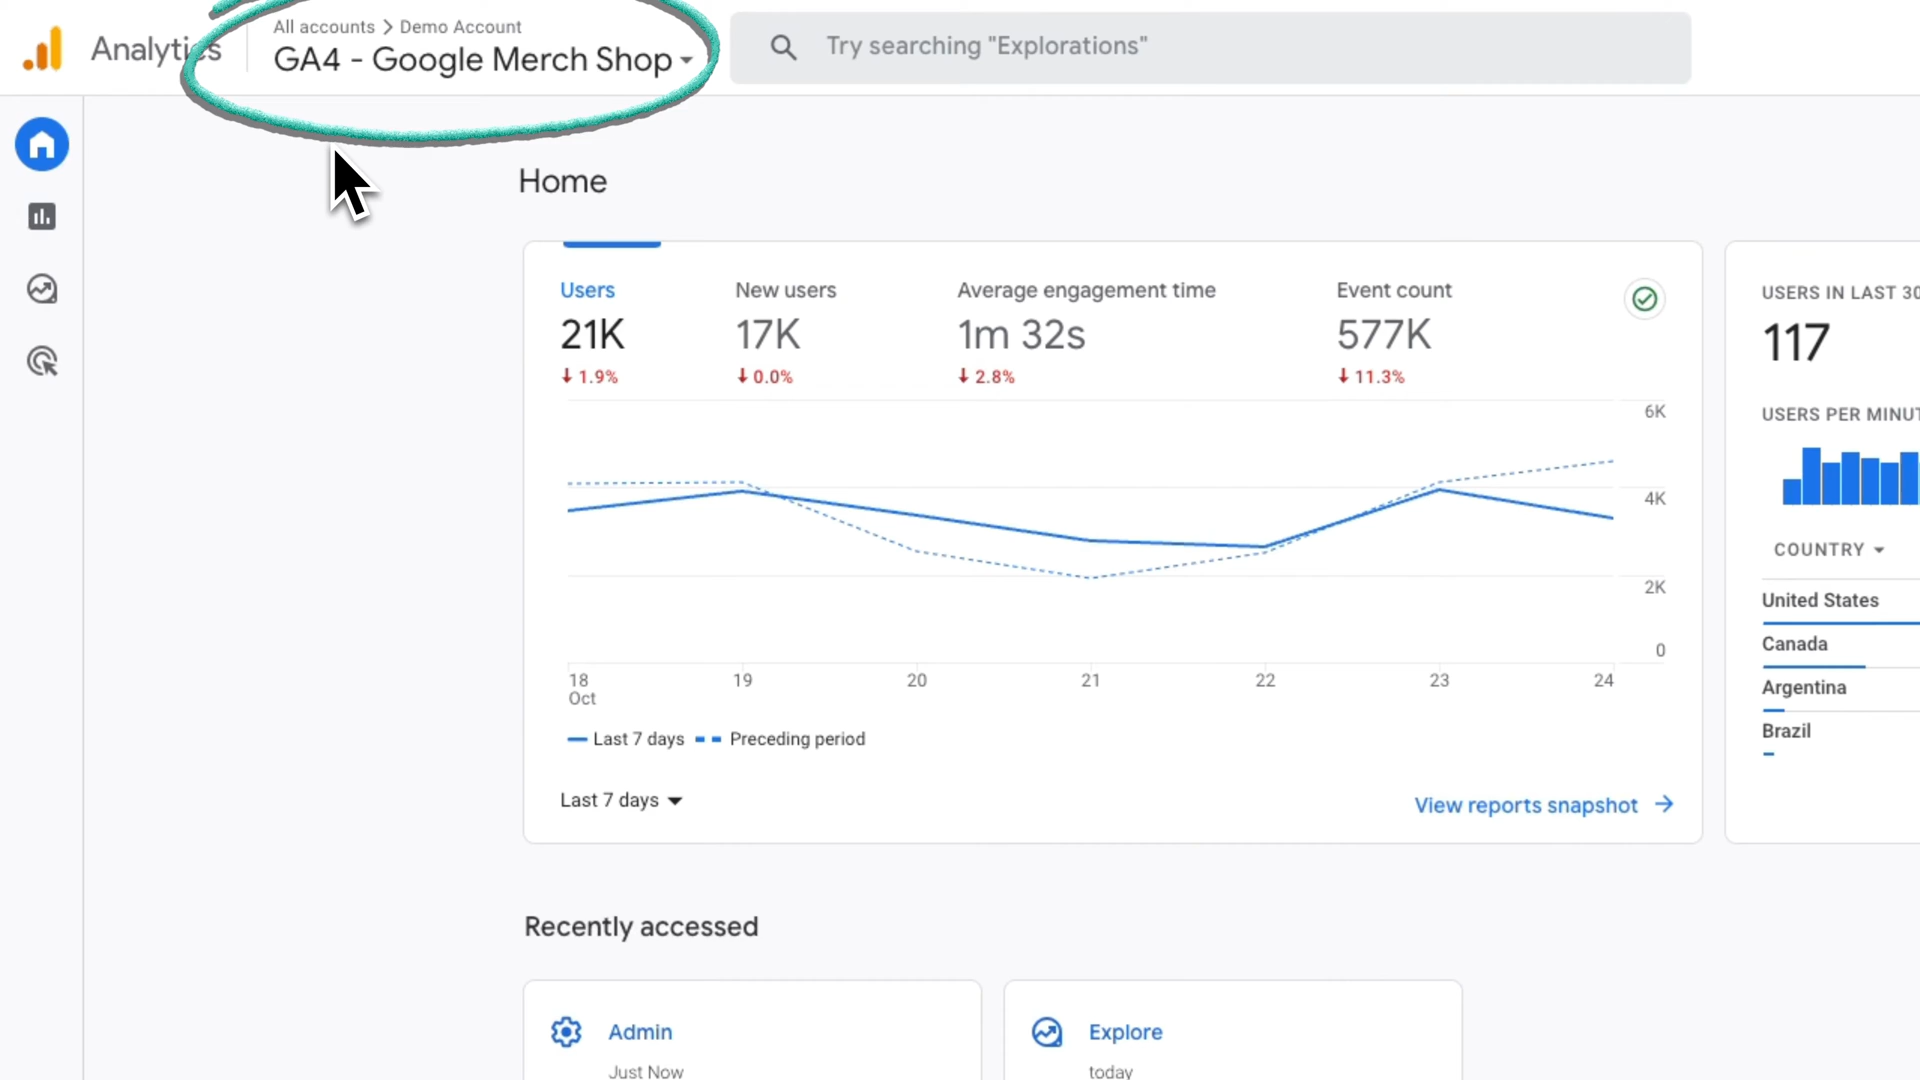 Analytics
All accounts > Demo Account
GA4 - Google Merch Shop
Try searching "Explorations"
Home
Users
21K
1.9%
New users
17K
0.0%
Average engagement time
1m 32s
2.8%
Event count
577K
11.3%
6K
4K
2K
0
18
Oct
19
20
21
22
23
24
Last 7 days
Preceding period
Last 7 days
View reports snapshot
USERS IN LAST 30
117
USERS PER MINUT
COUNTRY
United States
Canada
Argentina
Brazil
Recently accessed
Admin
Just Now
Explore
today